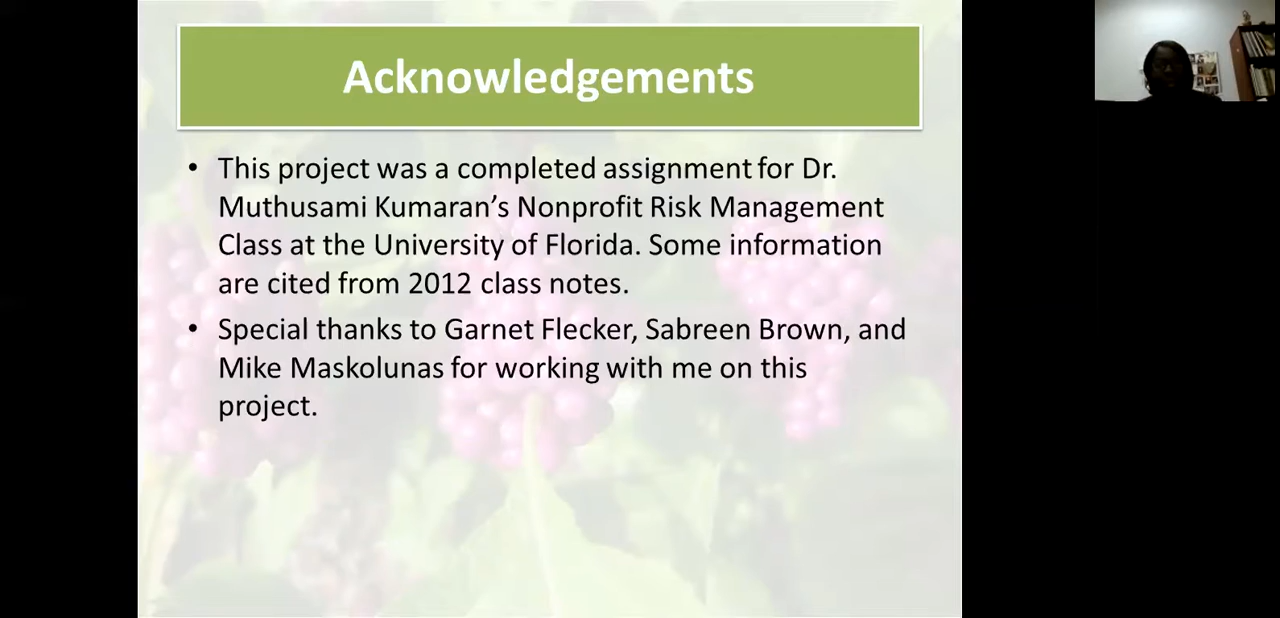 Acknowledgements
• This project was a completed assignment for Dr.
Muthusami Kumaran’s Nonprofit Risk Management
Class at the University of Florida. Some information
are cited from 2012 class notes.
• Special thanks to Garnet Flecker, Sabreen Brown, and
Mike Maskolunas for working with me on this
project.